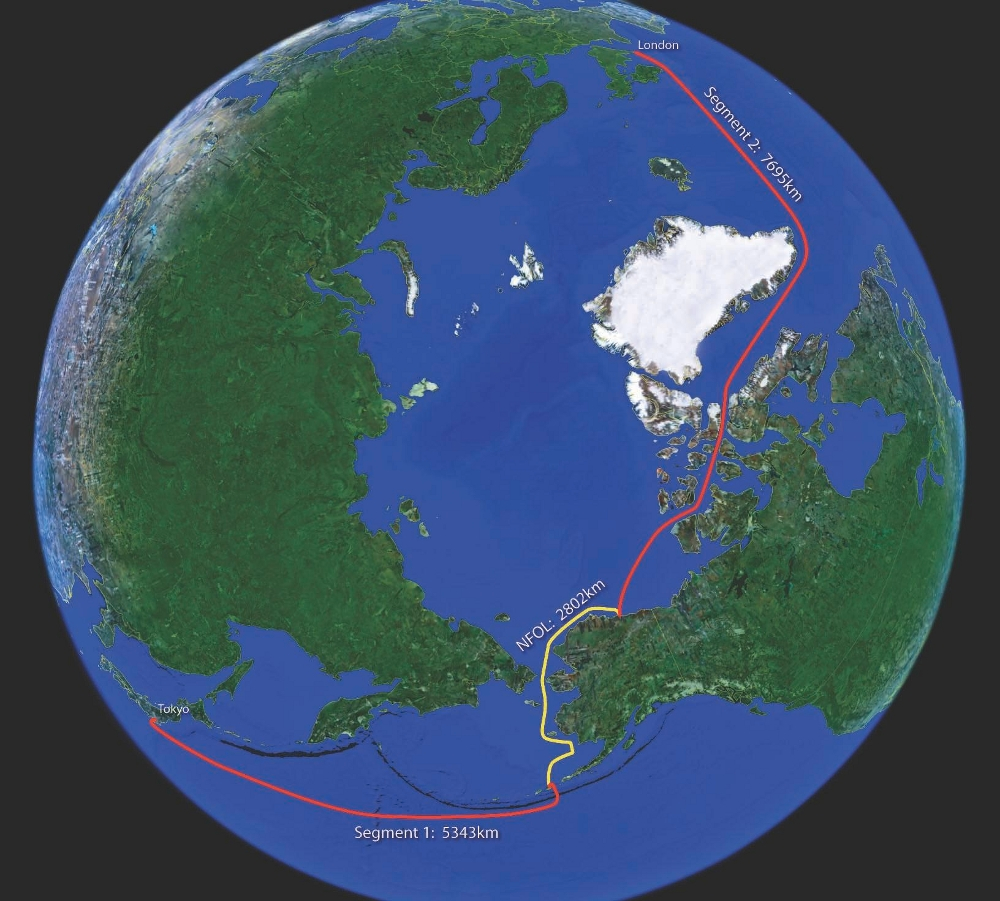 London
Segment 2: 7695km
NFOL: 2802km
Tokyo
Segment 1: 5343km